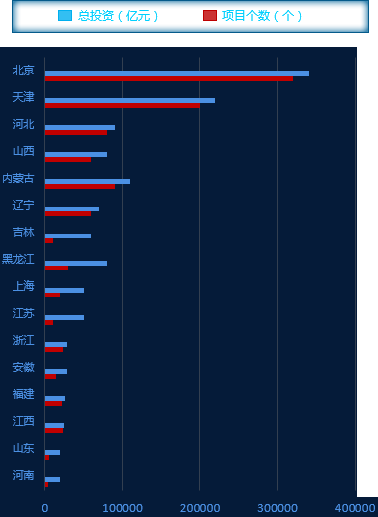 总投资（亿元） 项目个数（个）
北京
天津
河北
山西
内蒙古
辽宁
吉林
黑龙江
上海
江苏
浙江
安徽
福建
江西
山东
河南
0 100000 200000 300000 400000